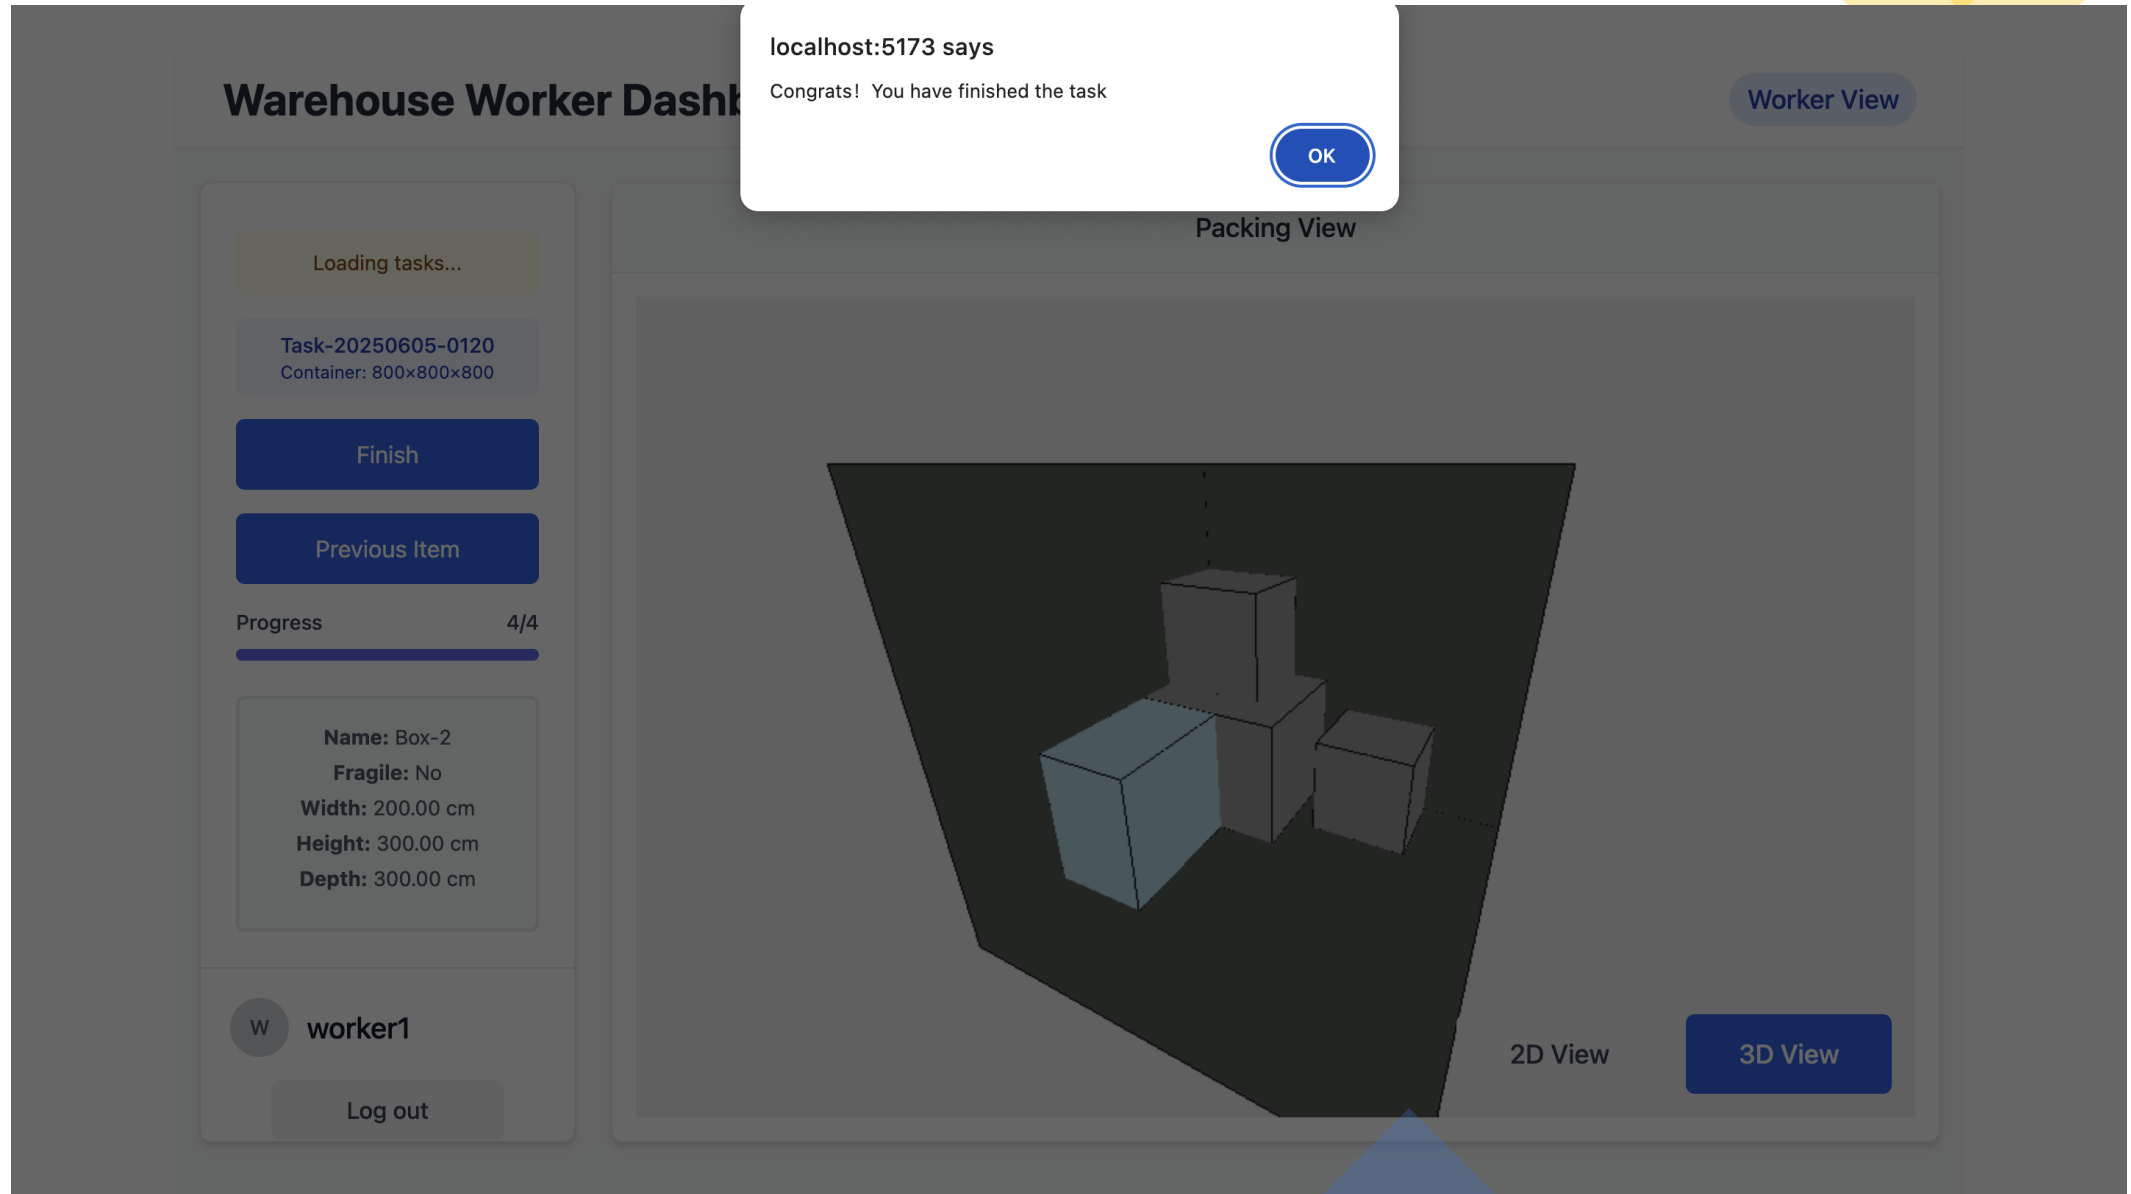 localhost:5173 says
Congrats! You have finished the task
OK
Warehouse Worker Dashb
Worker View
Loading tasks...
Task-20250605-0120
Container: 800×800×800
Finish
Previous Item
Progress 4/4
Name: Box-2
Fragile: No
Width: 200.00 cm
Height: 300.00 cm
Depth: 300.00 cm
W worker1
Log out
Packing View
2D View 3D View